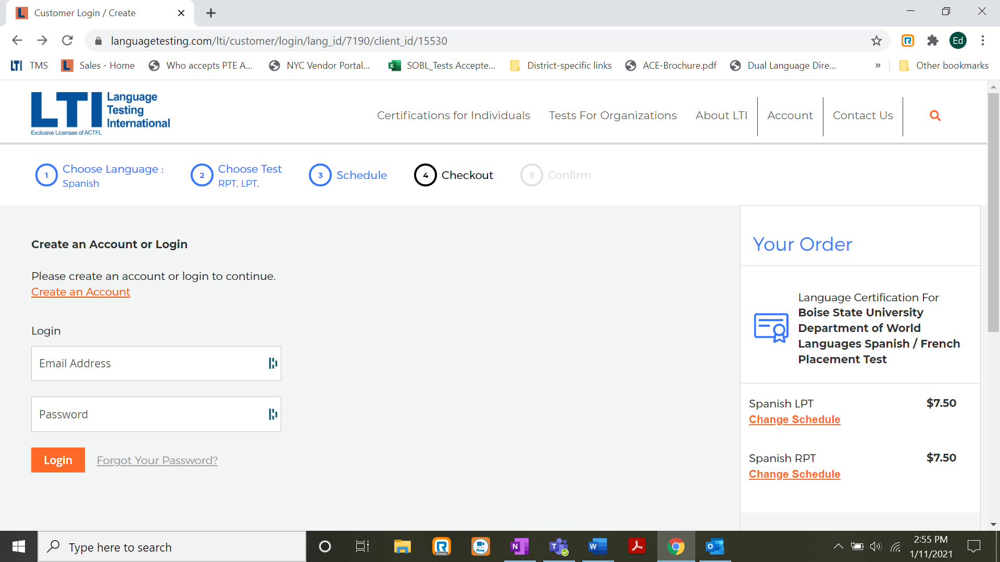 Customer Login / Create
languagetesting.com/lti/customer/login/lang_id/7190/client_id/15530
Ed
LTI TMS
L Sales - Home
Who accepts PTE A...
NYC Vendor Portal...
SOBL_Tests Accepte...
District-specific links
ACE-Brochure.pdf
Dual Language Dire...
»
Other bookmarks
LTI Language
Testing
International
Exclusive Licensee of ACTFL
Certifications for Individuals
Tests For Organizations
About LTI
Account
Contact Us
1 Choose Language :
Spanish
2 Choose Test
RPT, LPT,
3 Schedule
4 Checkout
5 Confirm
Create an Account or Login
Please create an account or login to continue.
Create an Account
Login
Email Address
Password
Login
Forgot Your Password?
Your Order
Language Certification For
Boise State University
Department of World
Languages Spanish / French
Placement Test
Spanish LPT $7.50
Change Schedule
Spanish RPT $7.50
Change Schedule
Type here to search
2:55 PM
1/11/2021